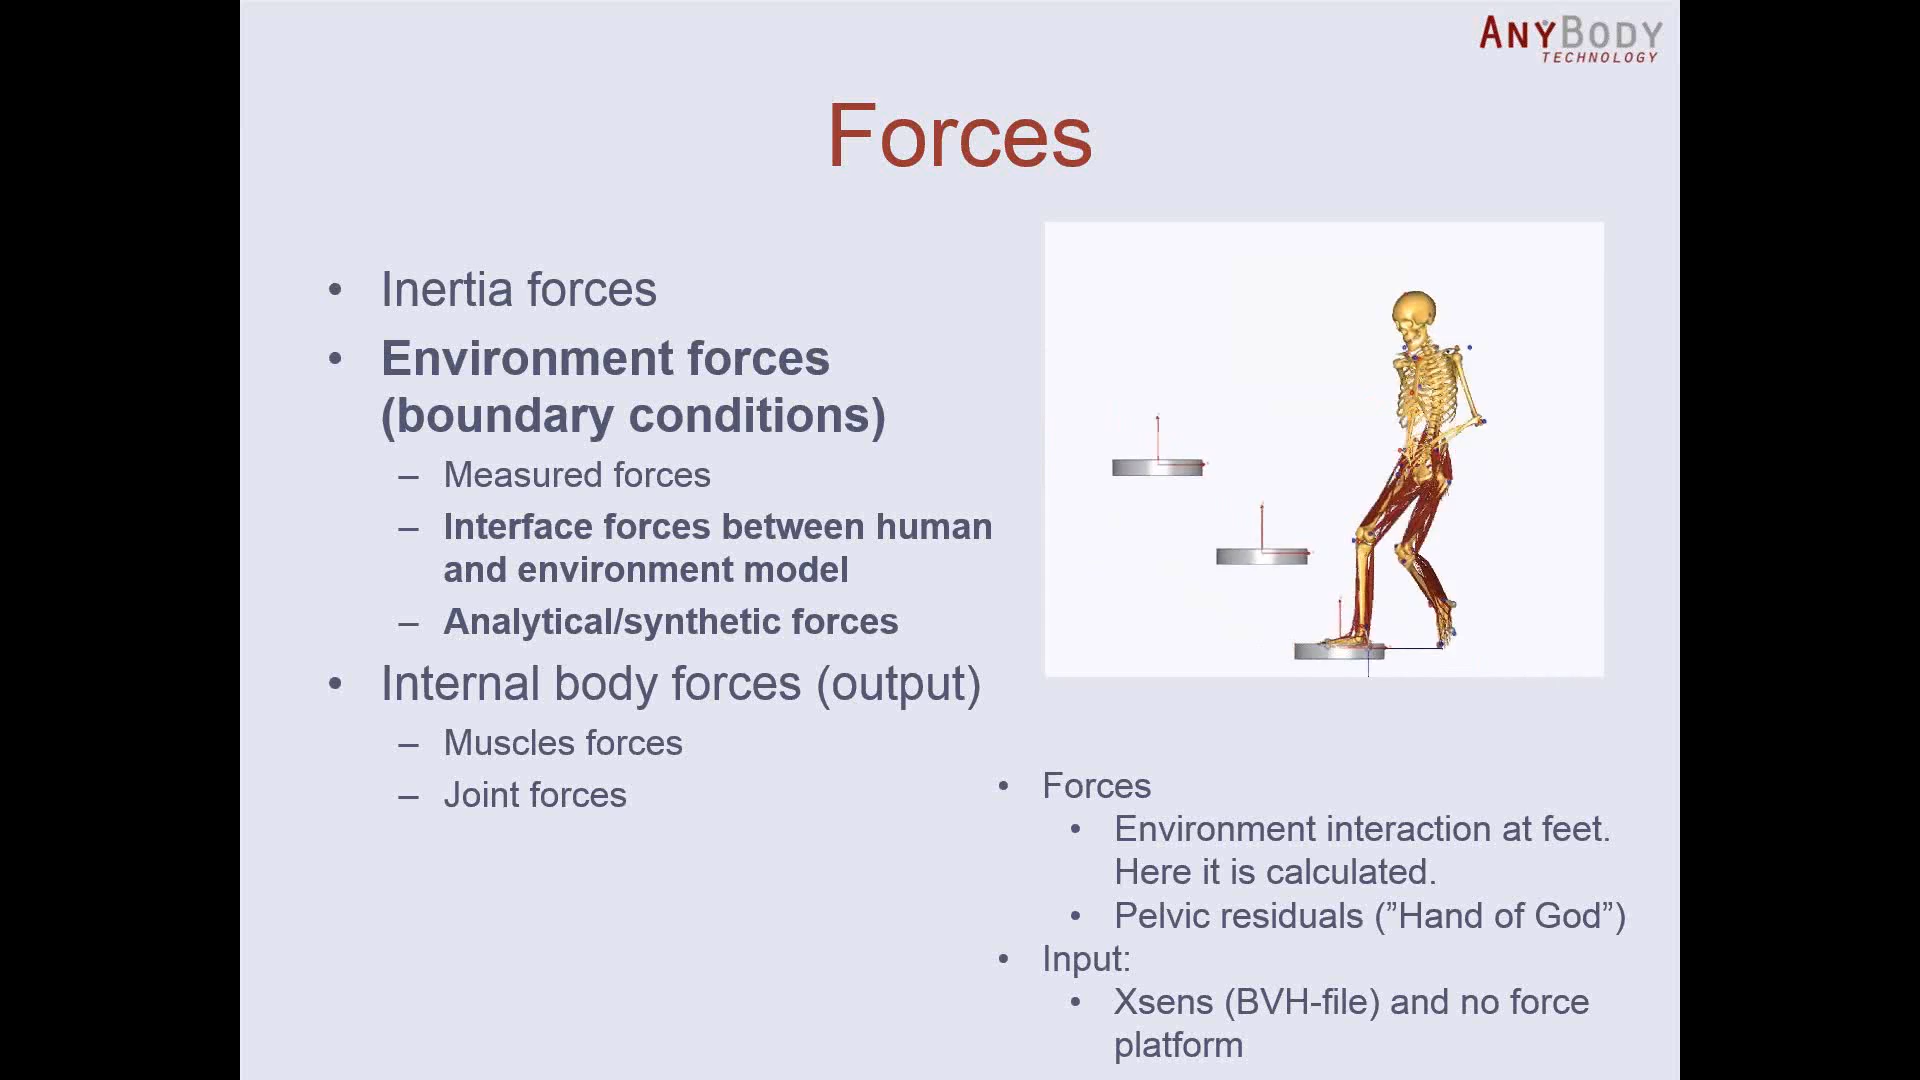 ANYBODY
TECHNOLOGY
Forces
• Inertia forces
• Environment forces
(boundary conditions)
– Measured forces
– Interface forces between human
and environment model
– Analytical/synthetic forces
• Internal body forces (output)
– Muscles forces
– Joint forces
• Forces
• Environment interaction at feet.
Here it is calculated.
• Pelvic residuals (”Hand of God”)
• Input:
• Xsens (BVH-file) and no force
platform